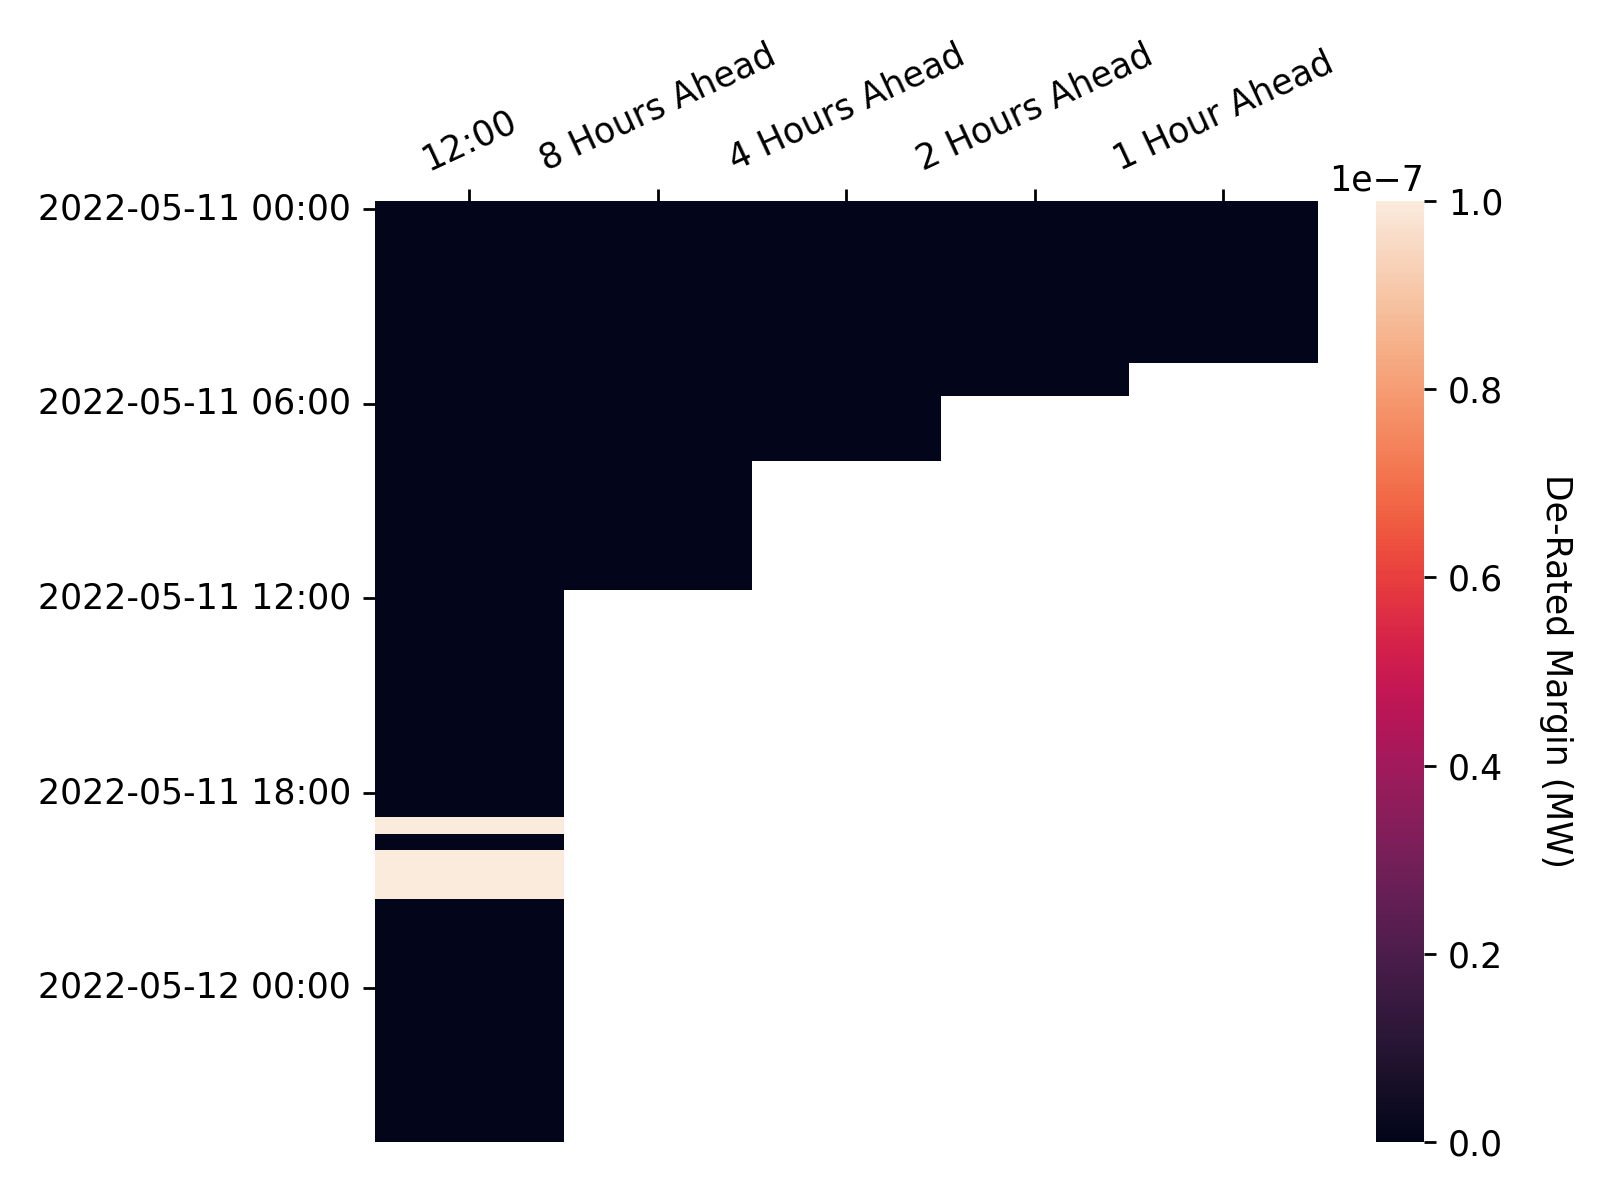 12:00
8 Hours Ahead
4 Hours Ahead
2 Hours Ahead
1 Hour Ahead
2022-05-11 00:00
2022-05-11 06:00
2022-05-11 12:00
2022-05-11 18:00
2022-05-12 00:00
1e−7
1.0
0.8
0.6
0.4
0.2
0.0
De-Rated Margin (MW)